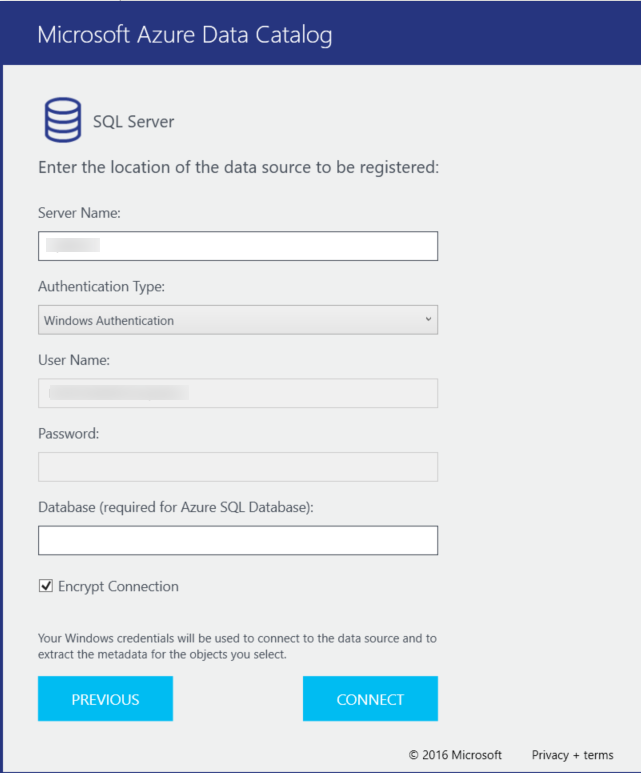 Microsoft Azure Data Catalog
SQL Server
Enter the location of the data source to be registered:
Server Name:
Authentication Type:
Windows Authentication
User Name:
Password:
Database (required for Azure SQL Database):
Encrypt Connection
Your Windows credentials will be used to connect to the data source and to
extract the metadata for the objects you select.
PREVIOUS CONNECT
© 2016 Microsoft Privacy + terms